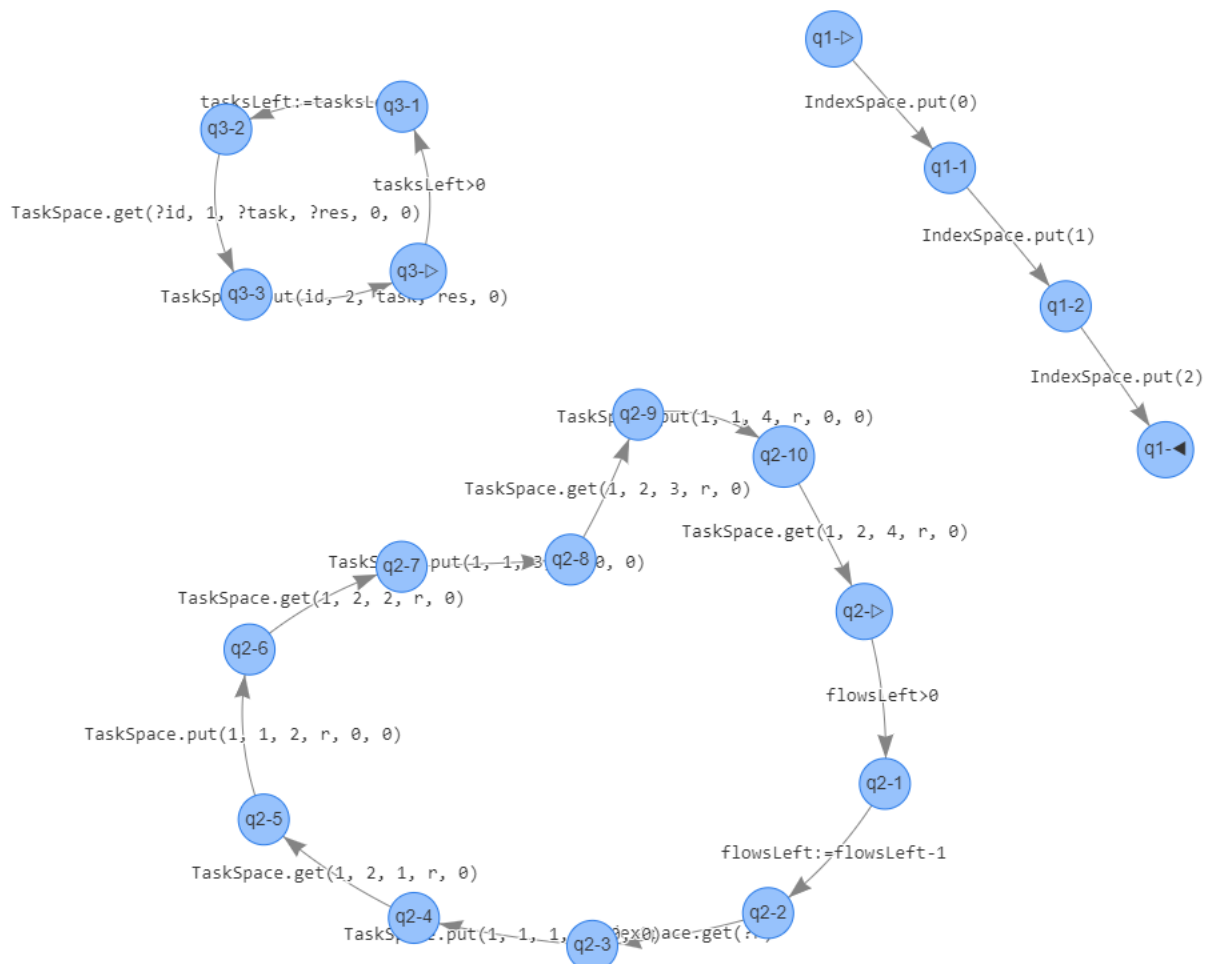 q1-▷
IndexSpace.put(0)
q1-1
IndexSpace.put(1)
q1-2
IndexSpace.put(2)
q1-◀
q3-1
q3-2
tasksLeft>0
TaskSpace.get(?id, 1, ?task, ?res, 0, 0)
q3-▷
q3-3
q2-9
q2-10
TaskSpace.get(1, 2, 3, r, 0)
TaskSpace.get(1, 2, 4, r, 0)
q2-8
q2-7
TaskSpace.get(1, 2, 2, r, 0)
q2-▷
q2-6
flowsLeft>0
TaskSpace.put(1, 1, 2, r, 0, 0)
q2-1
q2-5
flowsLeft:=flowsLeft-1
TaskSpace.get(1, 2, 1, r, 0)
q2-2
q2-4
q2-3